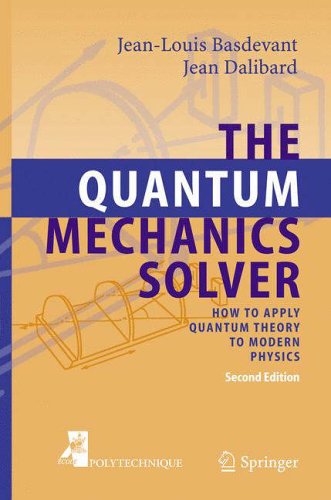 Jean-Louis Basdevant
Jean Dalibard
THE
QUANTUM
MECHANICS
SOLVER
HOW TO APPLY
QUANTUM THEORY
TO MODERN
PHYSICS
Second Edition
ÉCOLE POLYTECHNIQUE
Springer